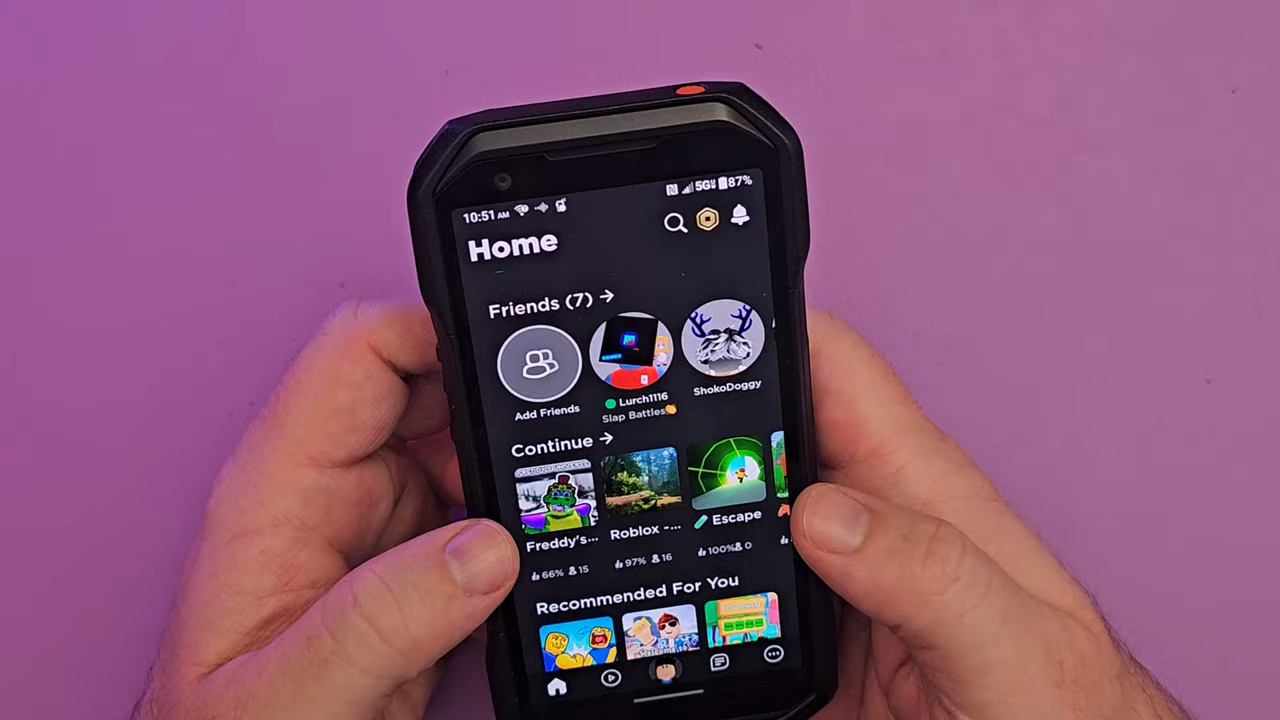 10:51 AM 5G 87%
Home
Friends (7) →
Add Friends
Lurch1116
Slap Battles👏
ShokoDoggy
Continue →
Freddy's...
66% 15
Roblox -...
97% 16
Escape
100% 0
Recommended For You